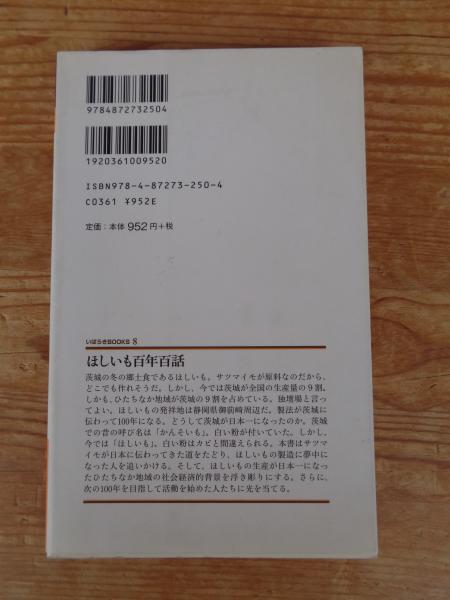 9784872732504
1920361009520
ISBN978-4-87273-250-4
C0361 ¥952E
定価：本体 952円＋税
いばらきBOOKS 8
ほしいも百年百話
茨城の冬の郷土食であるほしいも。サツマイモが原料なのだから、
どこでも作れそうだ。しかし、今では茨城が全国の生産量の９割。
しかも、ひたちなか地域が茨城の９割を占めている。独壇場と言っ
てよい。ほしいもの発祥地は静岡県御前崎周辺だ。製法が茨城に
伝わって100年になる。どうして茨城が日本一になったのか。茨城
での昔の呼び名は「かんそいも」。白い粉が付いていた。しかし、
今では「ほしいも」。白い粉はカビと間違えられる。本書はサツマ
イモが日本に伝わってきた道をたどり、ほしいもの製造に夢中に
なった人を追いかける。そして、ほしいもの生産が日本一になっ
たひたちなか地域の社会経済的背景を浮き彫りにする。さらに、
次の100年を目指して活動を始めた人たちに光を当てる。